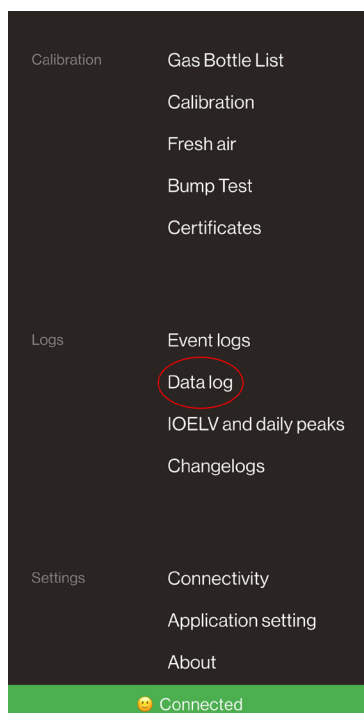 Calibration Gas Bottle List
Calibration
Fresh air
Bump Test
Certificates
Logs Event logs
Data log
IOELV and daily peaks
Changelogs
Settings Connectivity
Application setting
About
🙂 Connected